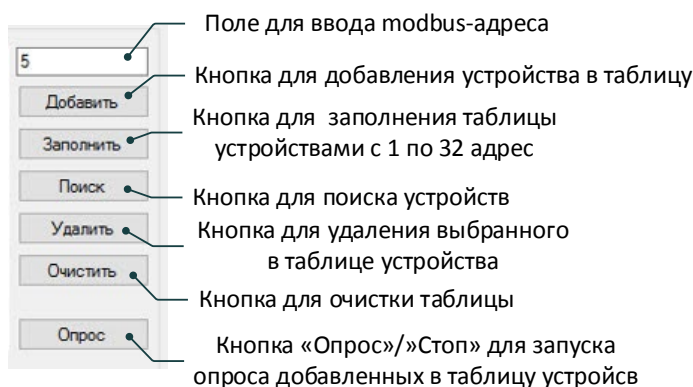 Поле для ввода modbus-адреса
5
Кнопка для добавления устройства в таблицу
Добавить
Кнопка для заполнения таблицы
устройствами с 1 по 32 адрес
Заполнить
Поиск
Кнопка для поиска устройств
Удалить
Кнопка для удаления выбранного
в таблице устройства
Очистить
Кнопка для очистки таблицы
Опрос
Кнопка «Опрос»/»Стоп» для запуска
опроса добавленных в таблицу устройсв